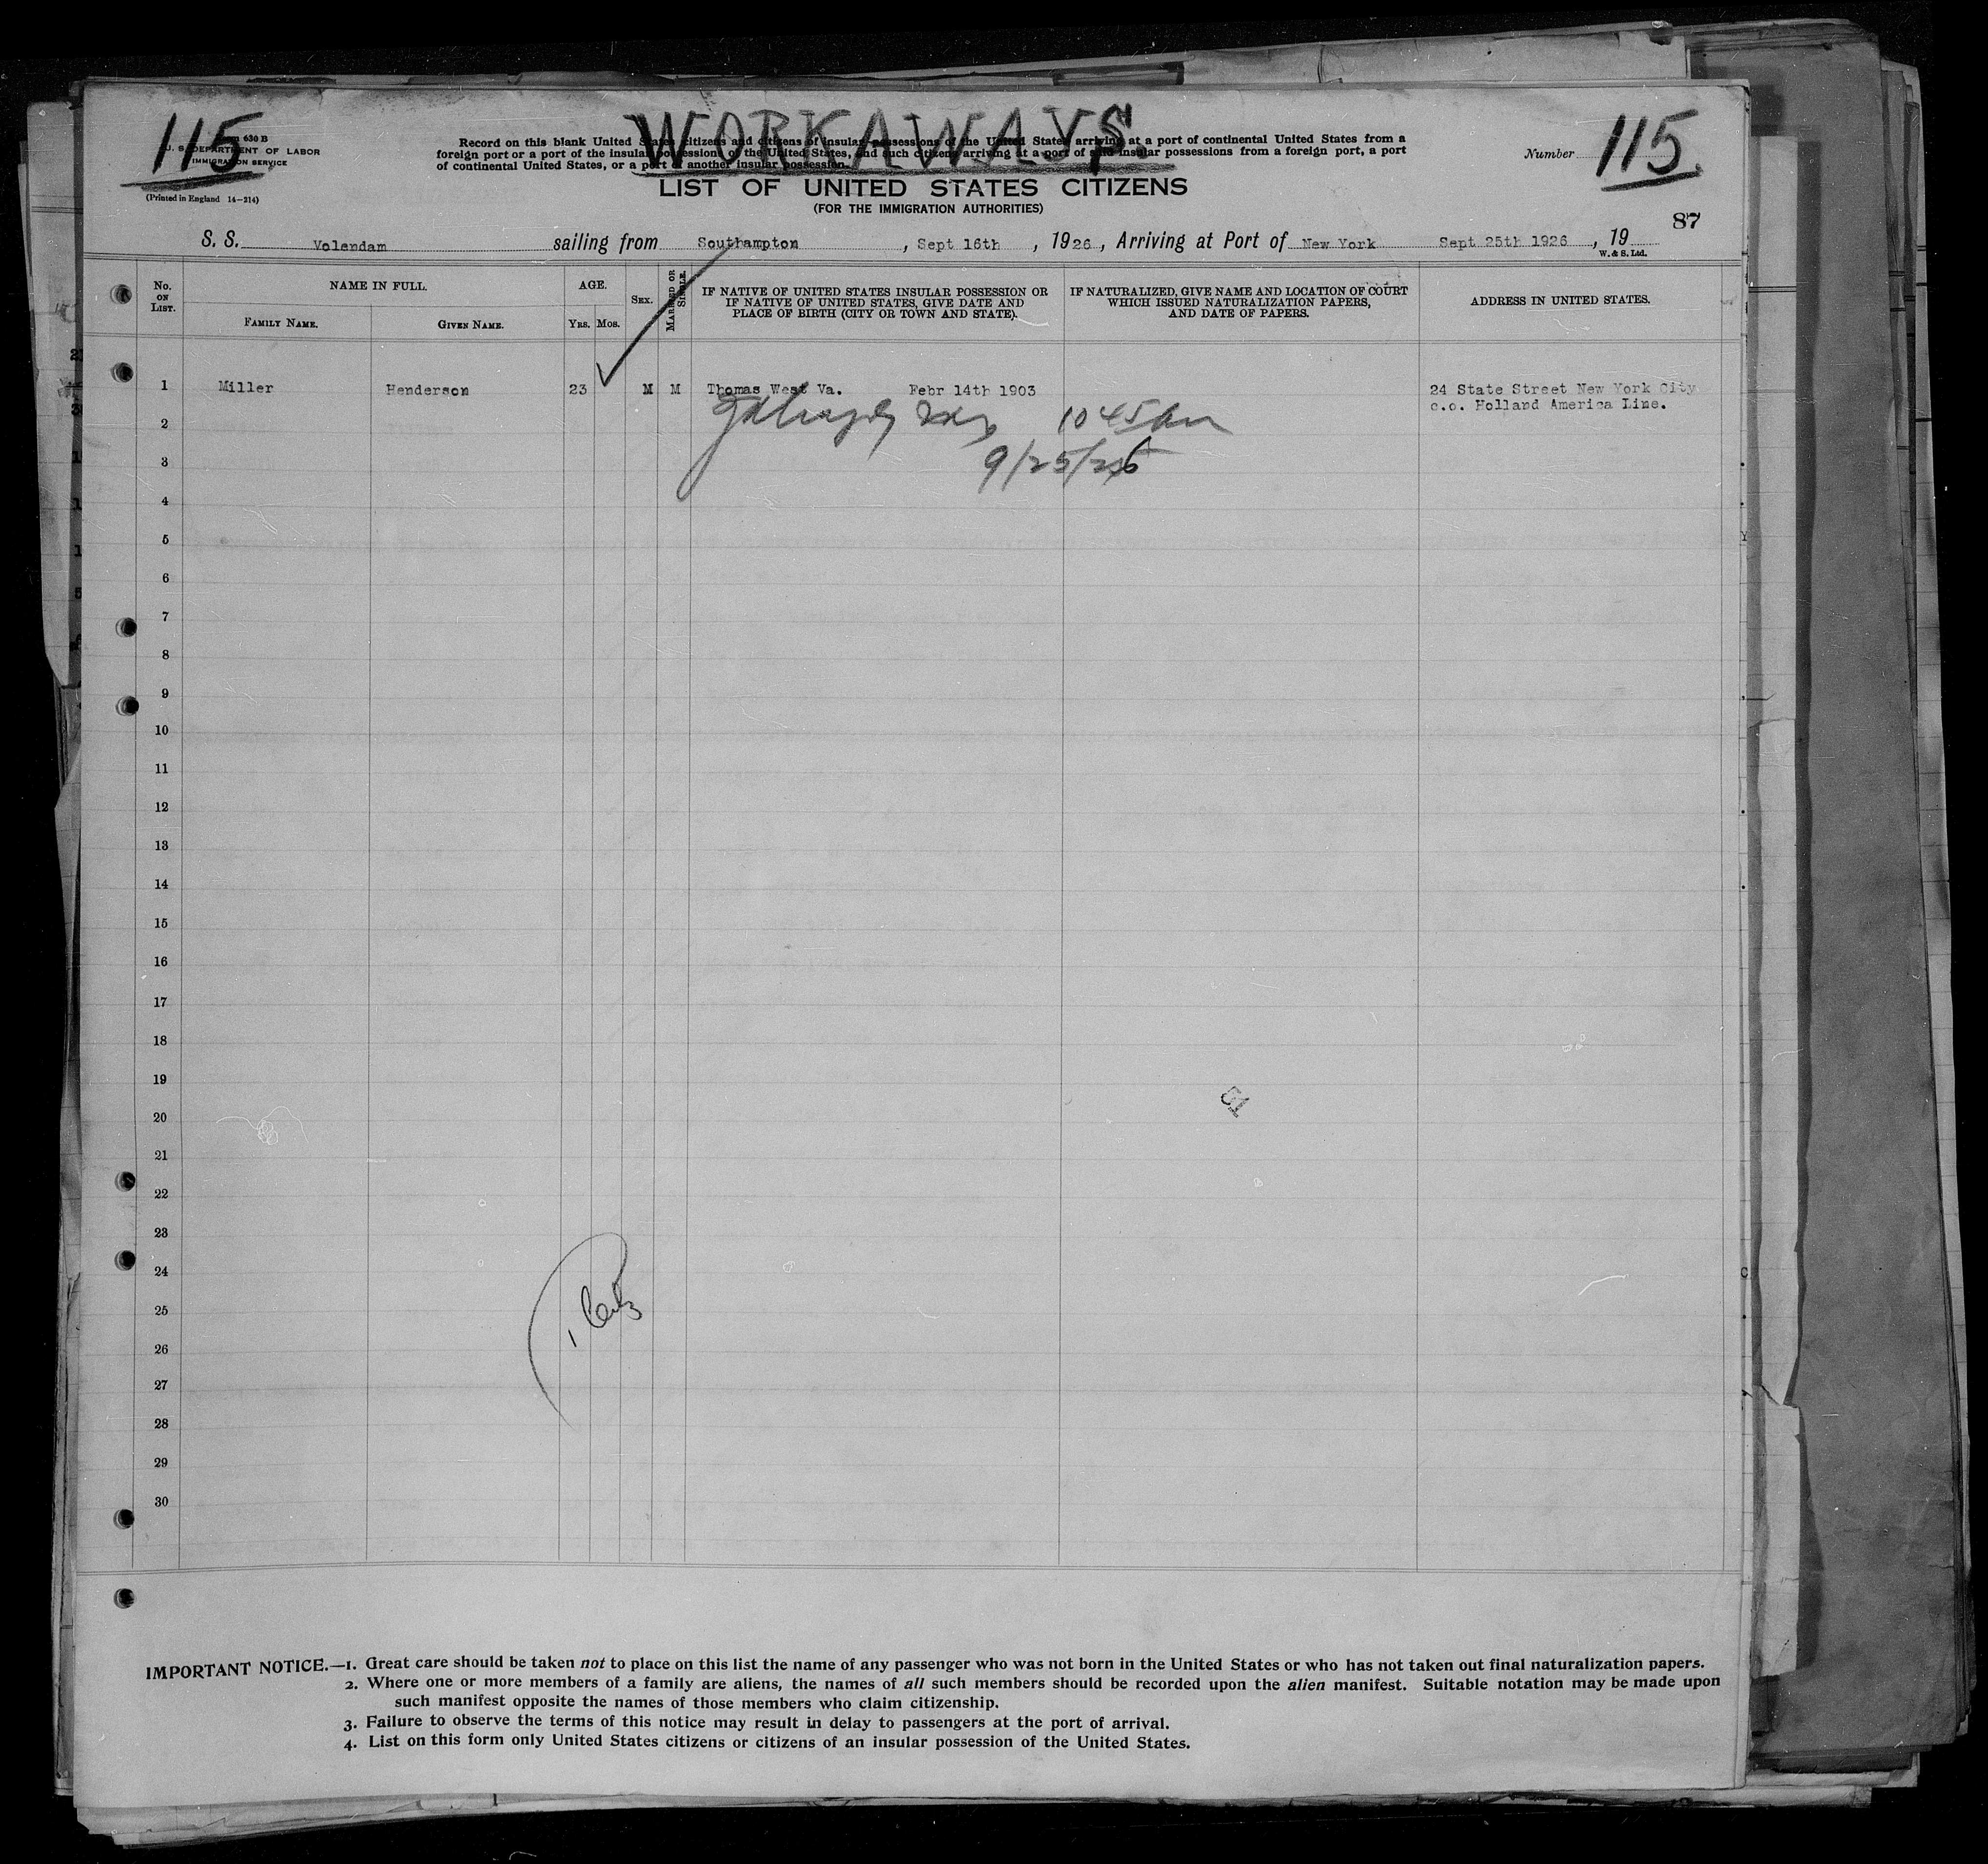 115 WORKAWAYS. 115.
630 B
U. S. DEPARTMENT OF LABOR
IMMIGRATION SERVICE
(Printed in England 14—214)
Record on this blank United States citizens and citizens of insular possessions of the United States arriving at a port of continental United States from a
foreign port or a port of the insular possessions of the United States, and such citizens arriving at a port of said insular possessions from a foreign port, a port
of continental United States, or a port of another insular possession.
Number
LIST OF UNITED STATES CITIZENS
(FOR THE IMMIGRATION AUTHORITIES)
87
S. S. Volendam sailing from Southampton, Sept 16th, 1926, Arriving at Port of New York Sept 25th 1926, 19
W. & S. Ltd.
No. ON LIST.
NAME IN FULL.
FAMILY NAME. GIVEN NAME.
AGE.
YRS. MOS.
SEX.
MARRIED OR SINGLE.
IF NATIVE OF UNITED STATES INSULAR POSSESSION OR
IF NATIVE OF UNITED STATES, GIVE DATE AND
PLACE OF BIRTH (CITY OR TOWN AND STATE).
IF NATURALIZED, GIVE NAME AND LOCATION OF COURT
WHICH ISSUED NATURALIZATION PAPERS,
AND DATE OF PAPERS.
ADDRESS IN UNITED STATES.
1 Miller Henderson 23 M M Thomas West Va. Febr 14th 1903 24 State Street New York City
c.o. Holland America Line.
2 10 45
3 9/25/26
4
5
6
7
8
9
10
11
12
13
14
15
16
17
18
19
20
21
22
23
24
25
26
27
28
29
30
IMPORTANT NOTICE.—1. Great care should be taken not to place on this list the name of any passenger who was not born in the United States or who has not taken out final naturalization papers.
2. Where one or more members of a family are aliens, the names of all such members should be recorded upon the alien manifest. Suitable notation may be made upon
such manifest opposite the names of those members who claim citizenship.
3. Failure to observe the terms of this notice may result in delay to passengers at the port of arrival.
4. List on this form only United States citizens or citizens of an insular possession of the United States.